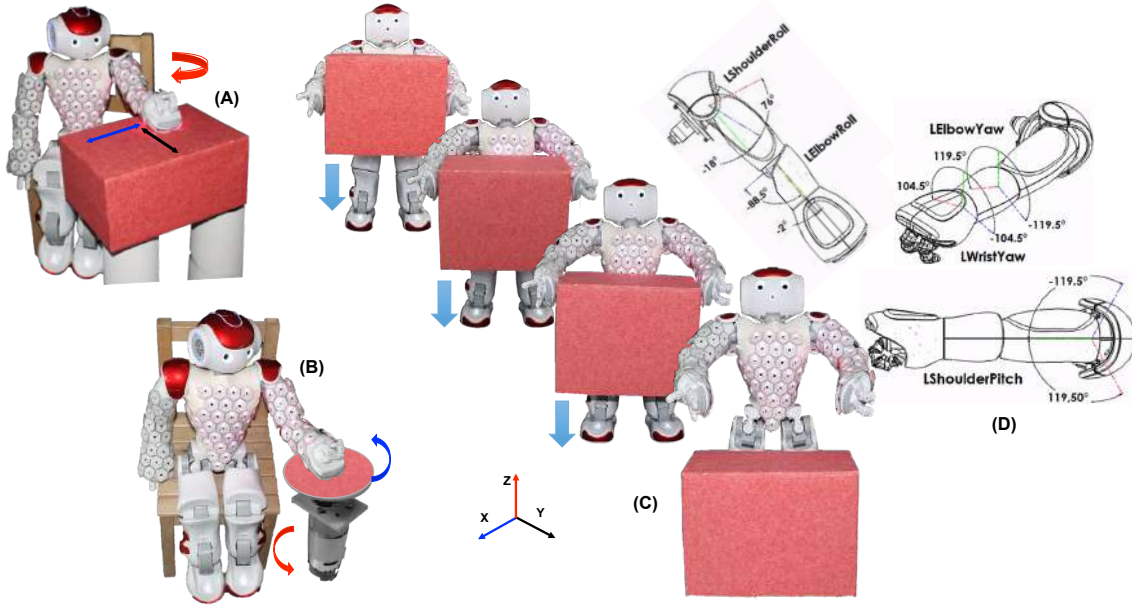 (A)
(B)
Z
X
Y
(C)
LShoulderRoll
76°
LElbowRoll
-18°
-88.5°
-2°
LElbowYaw
119.5°
104.5°
-119.5°
-104.5°
LWristYaw
-119.5°
LShoulderPitch
119,50°
(D)